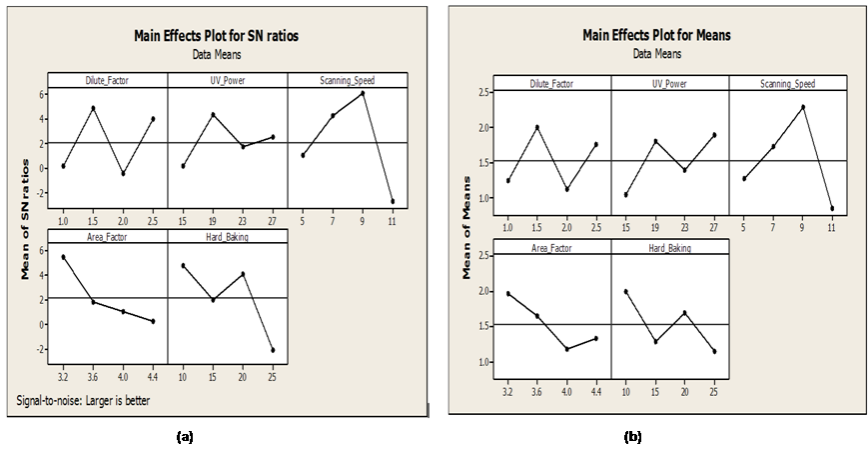 Main Effects Plot for SN ratios
Data Means
Dilute_Factor UV_Power Scanning_Speed
6
4
2
0
-2
1.0 1.5 2.0 2.5 15 19 23 27 5 7 9 11
Area_Factor Hard_Baking
6
4
2
0
-2
3.2 3.6 4.0 4.4 10 15 20 25
Mean of SN ratios
Signal-to-noise: Larger is better
(a)
Main Effects Plot for Means
Data Means
Dilute_Factor UV_Power Scanning_Speed
2.5
2.0
1.5
1.0
1.0 1.5 2.0 2.5 15 19 23 27 5 7 9 11
Area_Factor Hard_Baking
2.5
2.0
1.5
1.0
3.2 3.6 4.0 4.4 10 15 20 25
Mean of Means
(b)